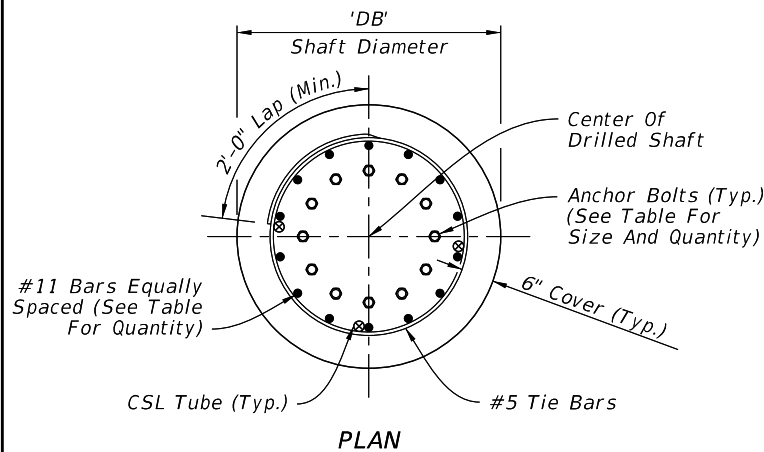 'DB'
Shaft Diameter
2'-0" Lap (Min.)
Center Of
Drilled Shaft
Anchor Bolts (Typ.)
(See Table For
Size And Quantity)
#11 Bars Equally
Spaced (See Table
For Quantity)
6" Cover (Typ.)
CSL Tube (Typ.)
#5 Tie Bars
PLAN